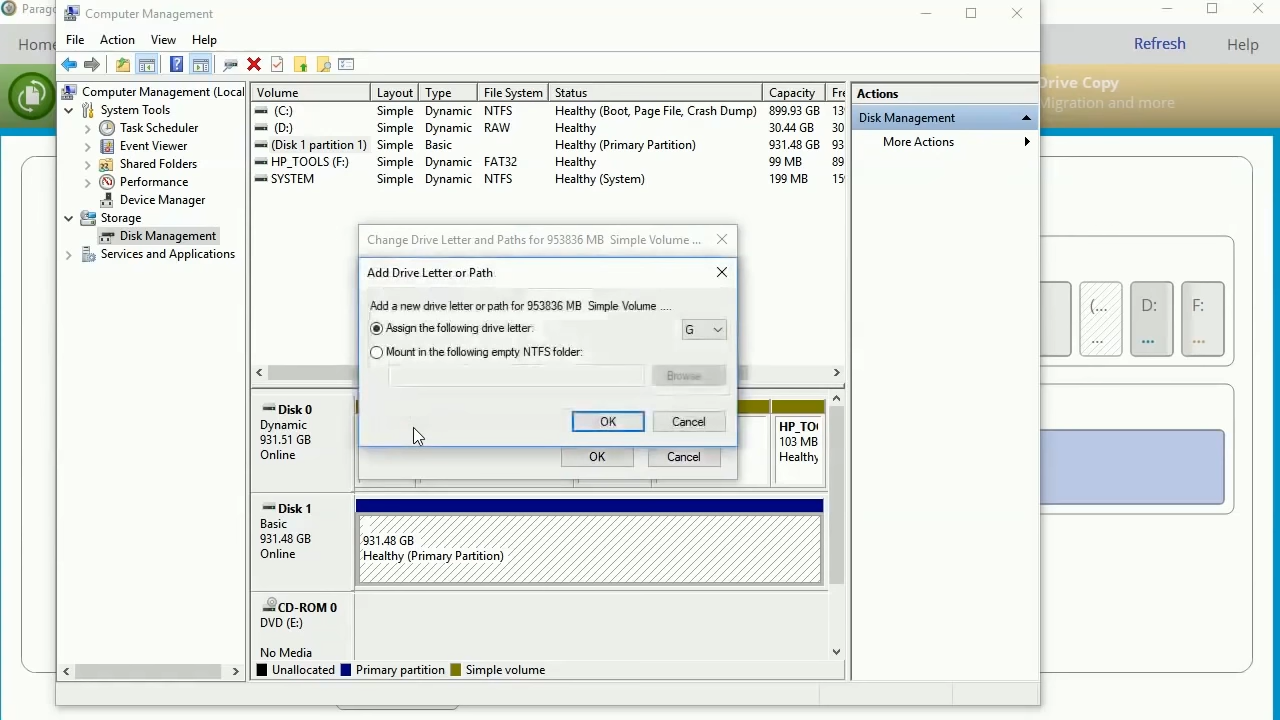 Parago
Computer Management
File Action View Help
Home
Refresh
Help
Drive Copy
Migration and more
Computer Management (Local
System Tools
Task Scheduler
Event Viewer
Shared Folders
Performance
Device Manager
Storage
Disk Management
Services and Applications
Volume Layout Type File System Status Capacity Fre
(C:) Simple Dynamic NTFS Healthy (Boot, Page File, Crash Dump) 899.93 GB 13
(D:) Simple Dynamic RAW Healthy 30.44 GB 30
(Disk 1 partition 1) Simple Basic Healthy (Primary Partition) 931.48 GB 93
HP_TOOLS (F:) Simple Dynamic FAT32 Healthy 99 MB 89
SYSTEM Simple Dynamic NTFS Healthy (System) 199 MB 15
Actions
Disk Management
More Actions
Change Drive Letter and Paths for 953836 MB Simple Volume ...
Add Drive Letter or Path
Add a new drive letter or path for 953836 MB Simple Volume ....
Assign the following drive letter:
G
Mount in the following empty NTFS folder:
Browse...
OK Cancel
OK Cancel
(...
...
D:
...
F:
...
Disk 0
Dynamic
931.51 GB
Online
HP_TOO
103 MB
Healthy
Disk 1
Basic
931.48 GB
Online
931.48 GB
Healthy (Primary Partition)
CD-ROM 0
DVD (E:)
No Media
Unallocated Primary partition Simple volume